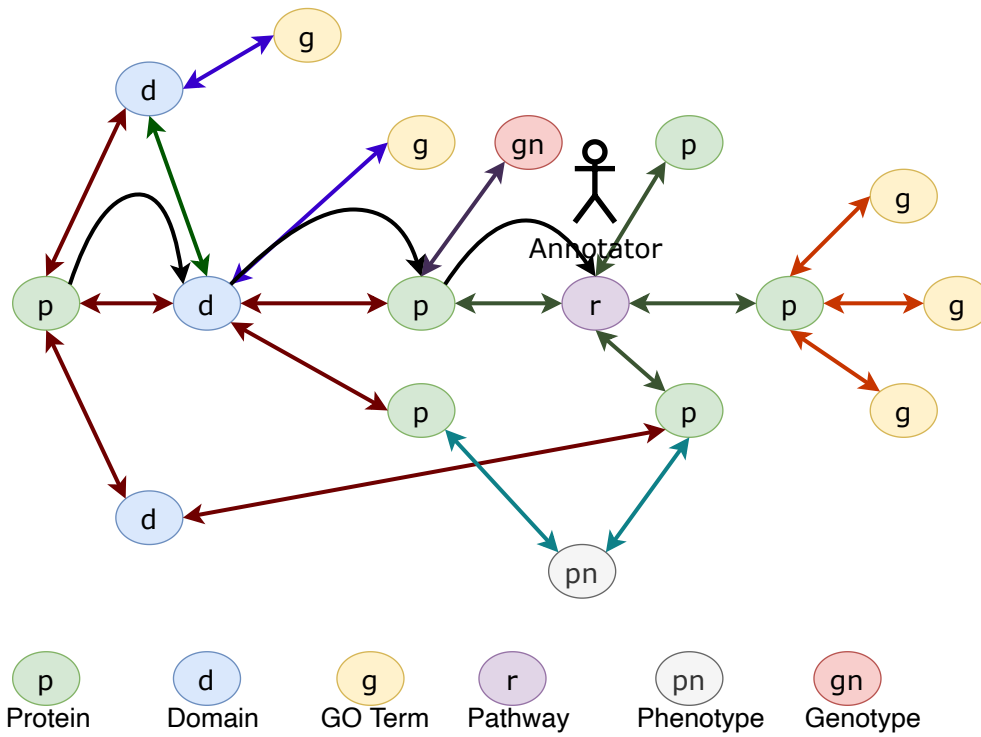 g
d
g
gn
p
g
Annotator
p
d
p
r
p
g
p
p
g
d
pn
p
d
g
r
pn
gn
Protein
Domain
GO Term
Pathway
Phenotype
Genotype